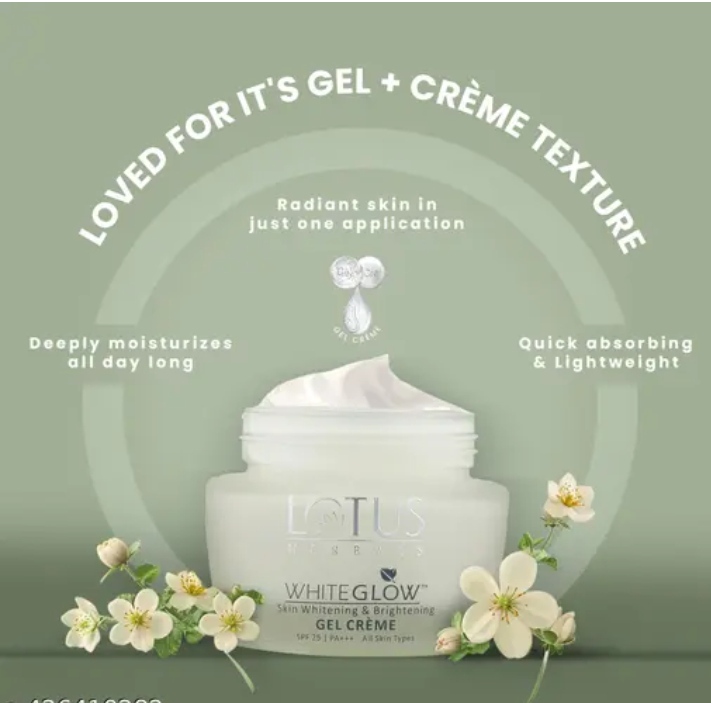 LOVED FOR IT'S GEL + CRÈME TEXTURE
Radiant skin in
just one application
GEL CRÈME
Deeply moisturizes
all day long
Quick absorbing
& Lightweight
LOTUS
HERBALS
WHITEGLOW™
Skin Whitening & Brightening
GEL CRÈME
SPF 25 | PA+++ All Skin Types